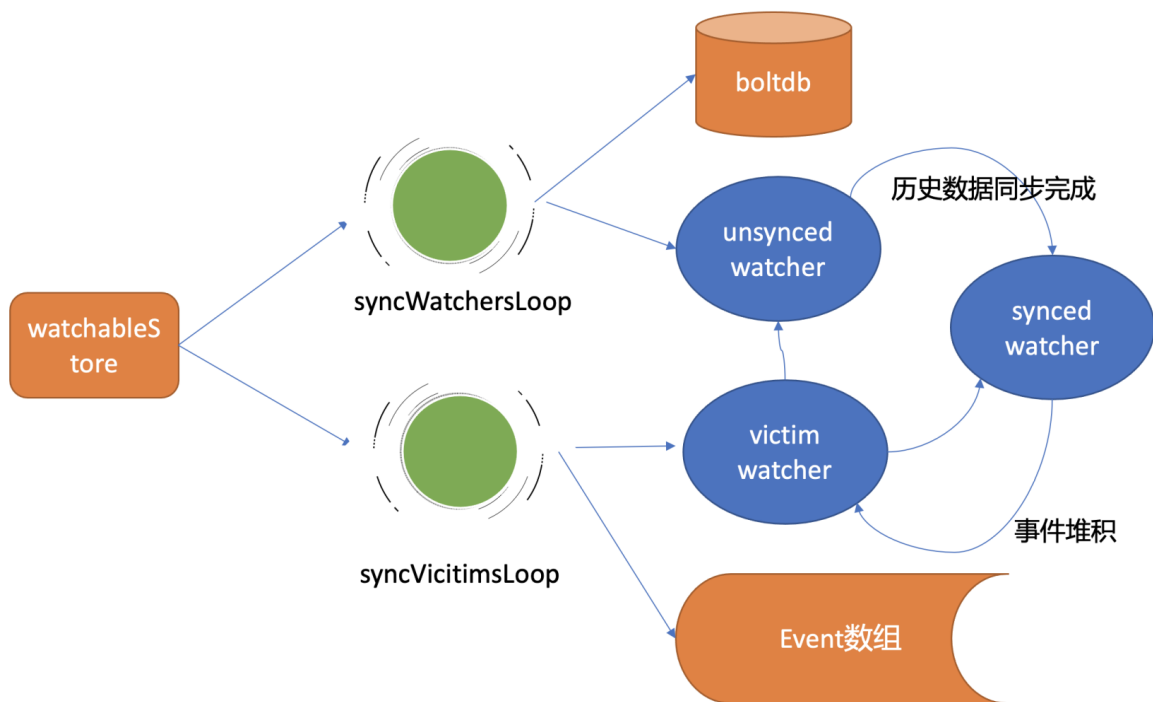 boltdb
历史数据同步完成
unsynced
watcher
syncWatchersLoop
synced
watcher
watchableS
tore
victim
watcher
事件堆积
syncVicitimsLoop
Event数组